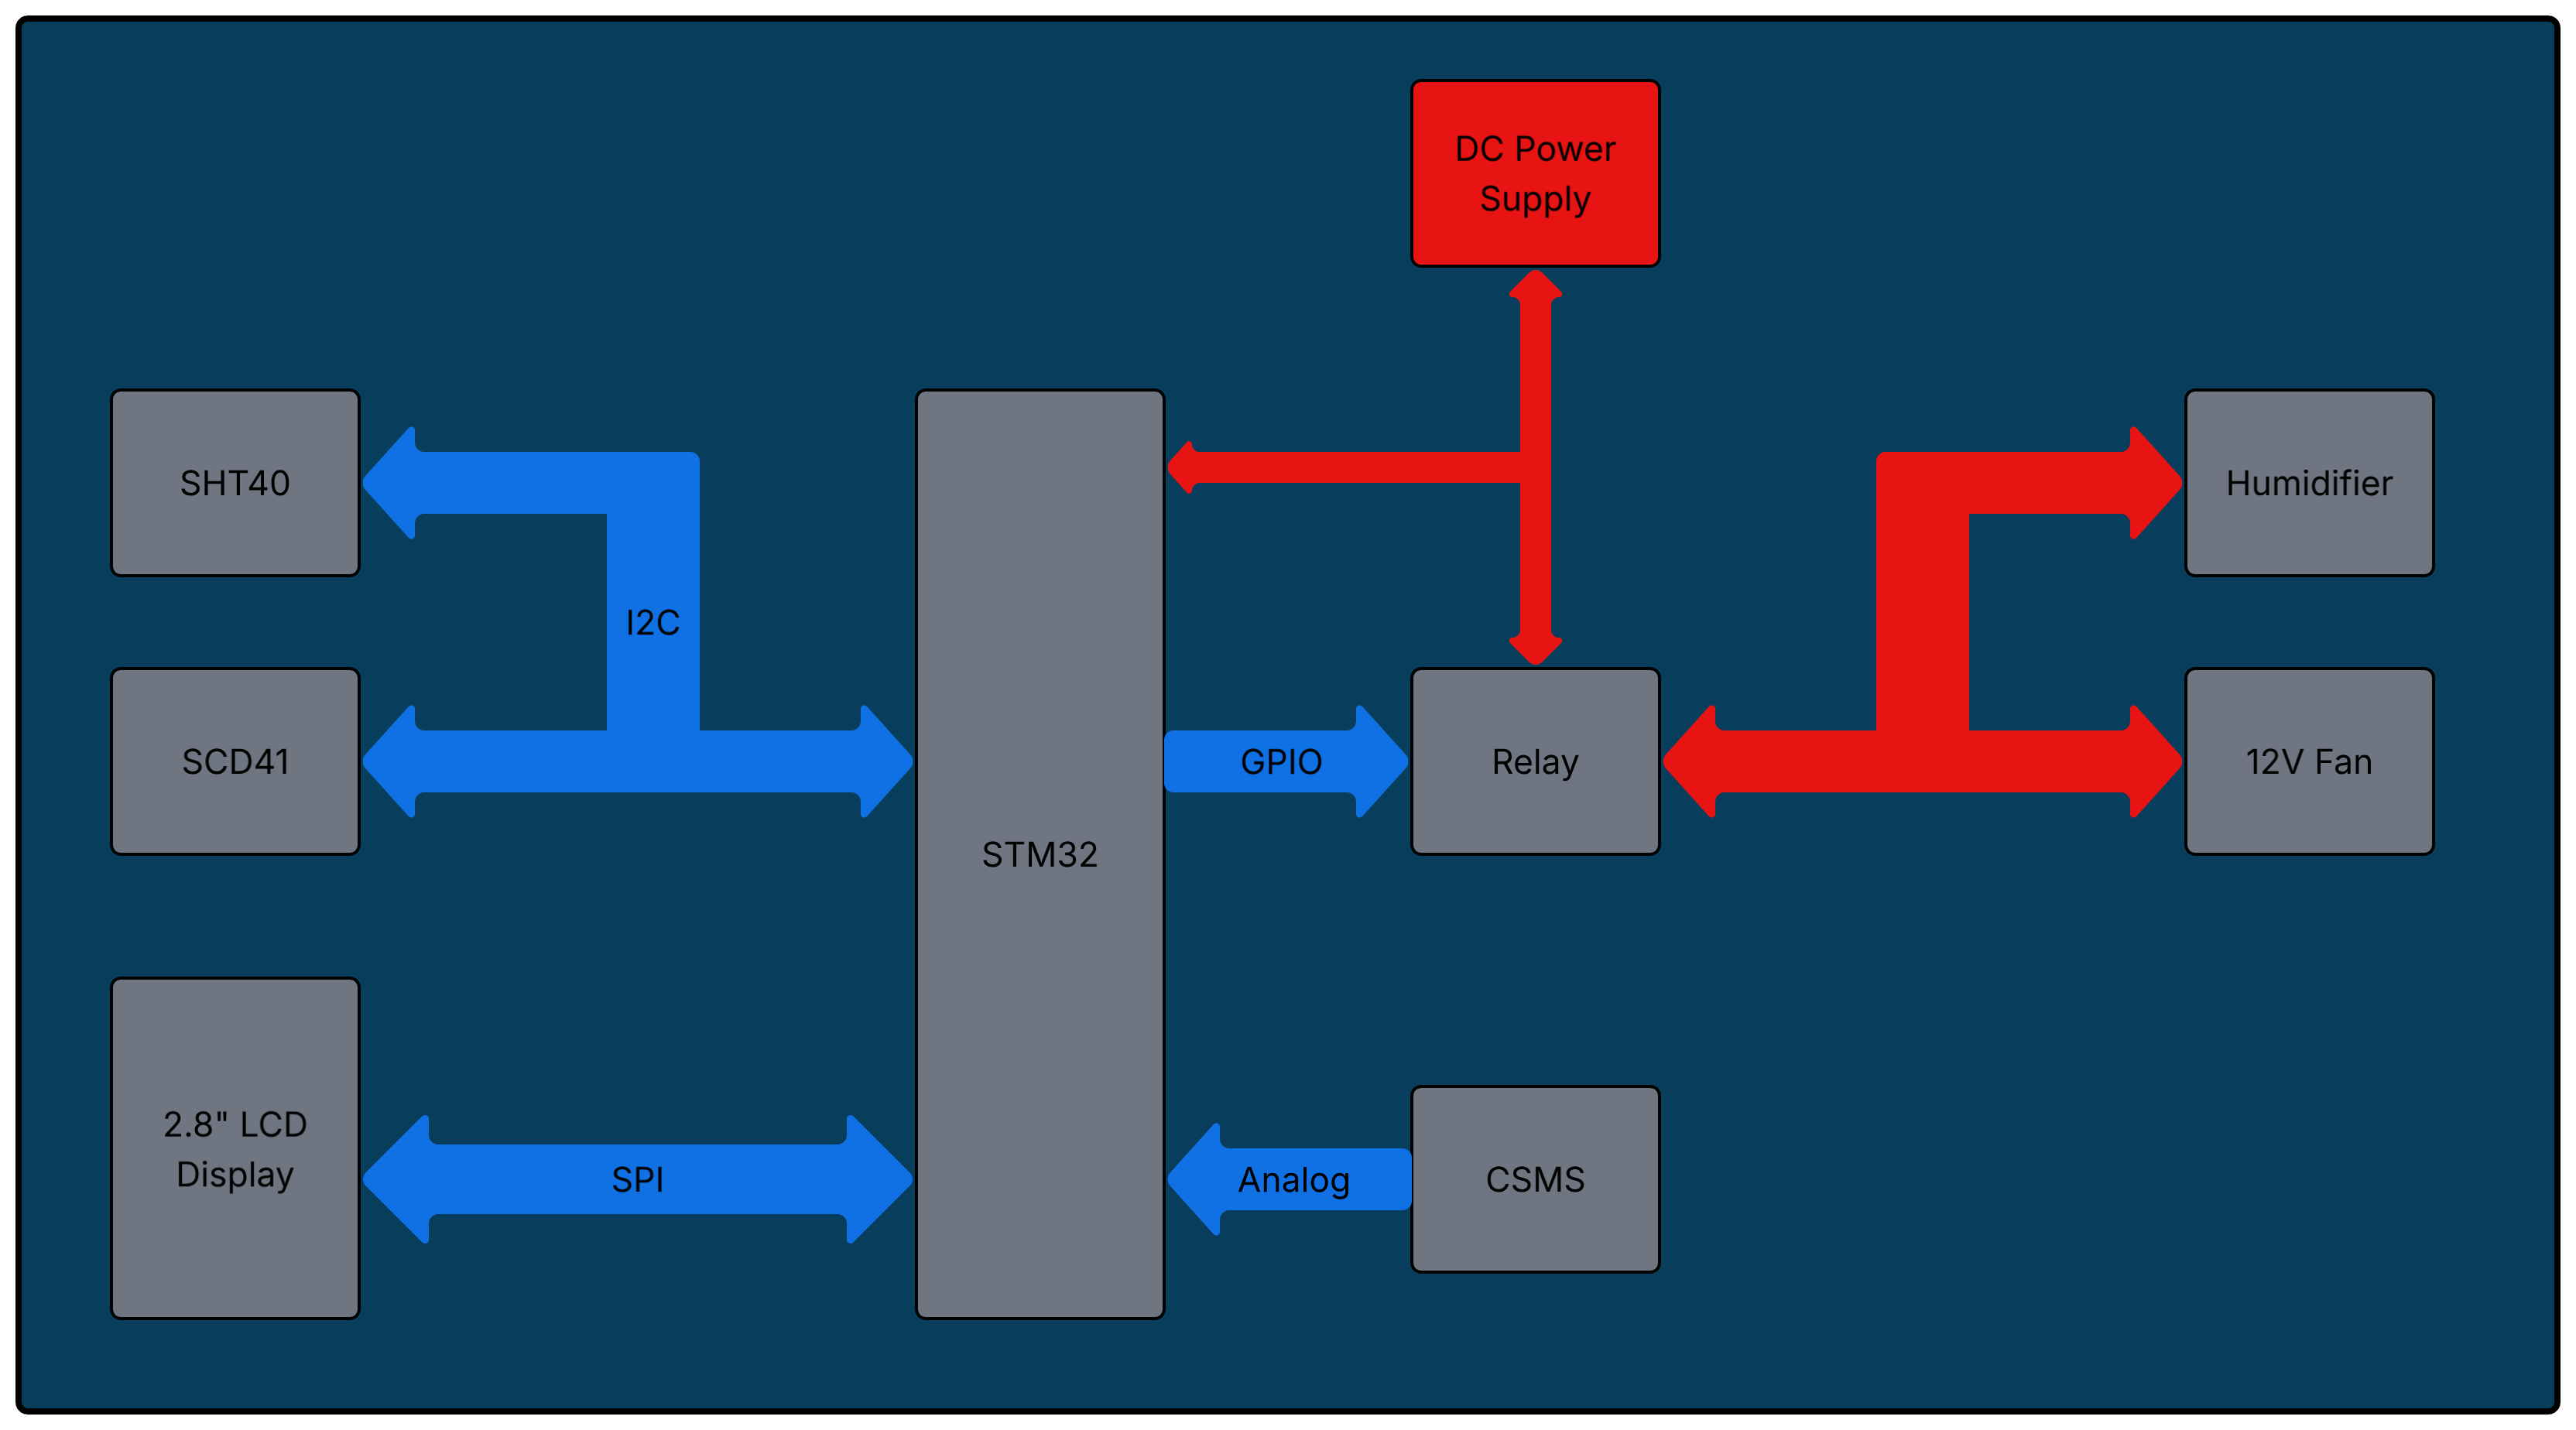 DC Power
Supply
SHT40
Humidifier
I2C
SCD41
GPIO
Relay
12V Fan
STM32
2.8" LCD
Display
SPI
Analog
CSMS